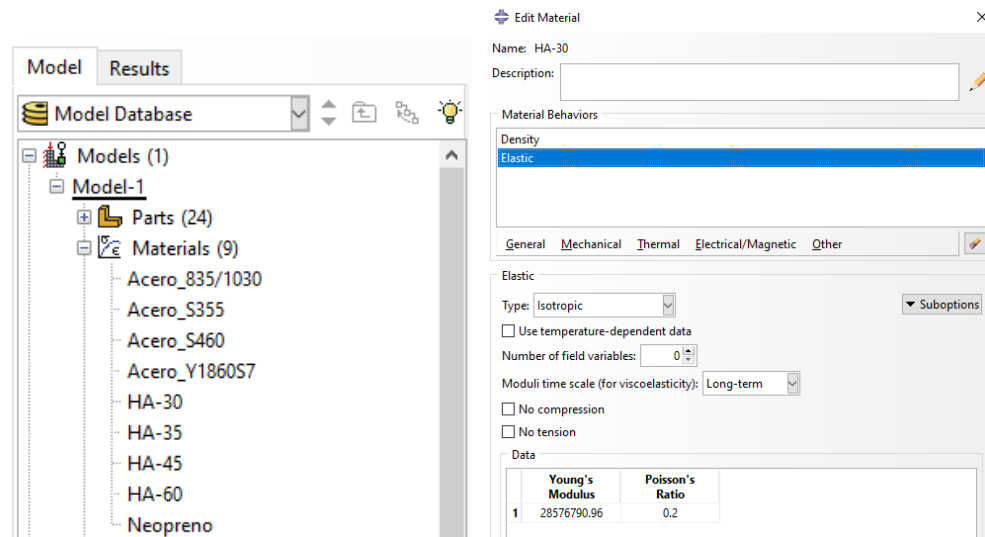 Model Results
Model Database
Models (1)
Model-1
Parts (24)
Materials (9)
Acero_835/1030
Acero_S355
Acero_S460
Acero_Y1860S7
HA-30
HA-35
HA-45
HA-60
Neopreno
Edit Material
Name: HA-30
Description:
Material Behaviors
Density
Elastic
General Mechanical Thermal Electrical/Magnetic Other
Elastic
Type: Isotropic Suboptions
Use temperature-dependent data
Number of field variables: 0
Moduli time scale (for viscoelasticity): Long-term
No compression
No tension
Data
Young's Poisson's
Modulus Ratio
1 28576790.96 0.2